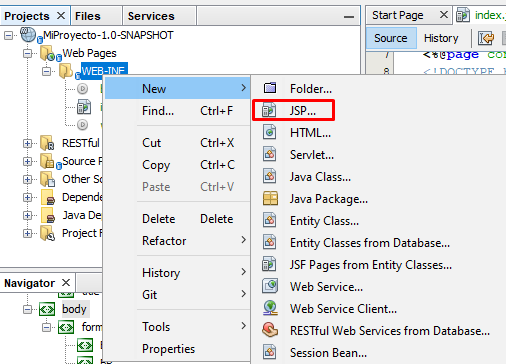 Projects
Files
Services
Start Page
index.
MiProyecto-1.0-SNAPSHOT
Source
History
Web Pages
7
<%@page co
WEB-INF
8
<!DOCTYPE h
New
Folder...
Find... Ctrl+F
JSP...
HTML...
RESTful
Cut Ctrl+X
Servlet...
Source P
Copy Ctrl+C
Java Class...
Other So
Paste Ctrl+V
Java Package...
Depende
Entity Class...
Java De
Delete Delete
Entity Classes from Database...
Project F
Refactor
JSF Pages from Entity Classes...
History
Web Service...
Navigator
Git
Web Service Client...
body
Tools
RESTful Web Services from Database...
form
Properties
Session Bean...